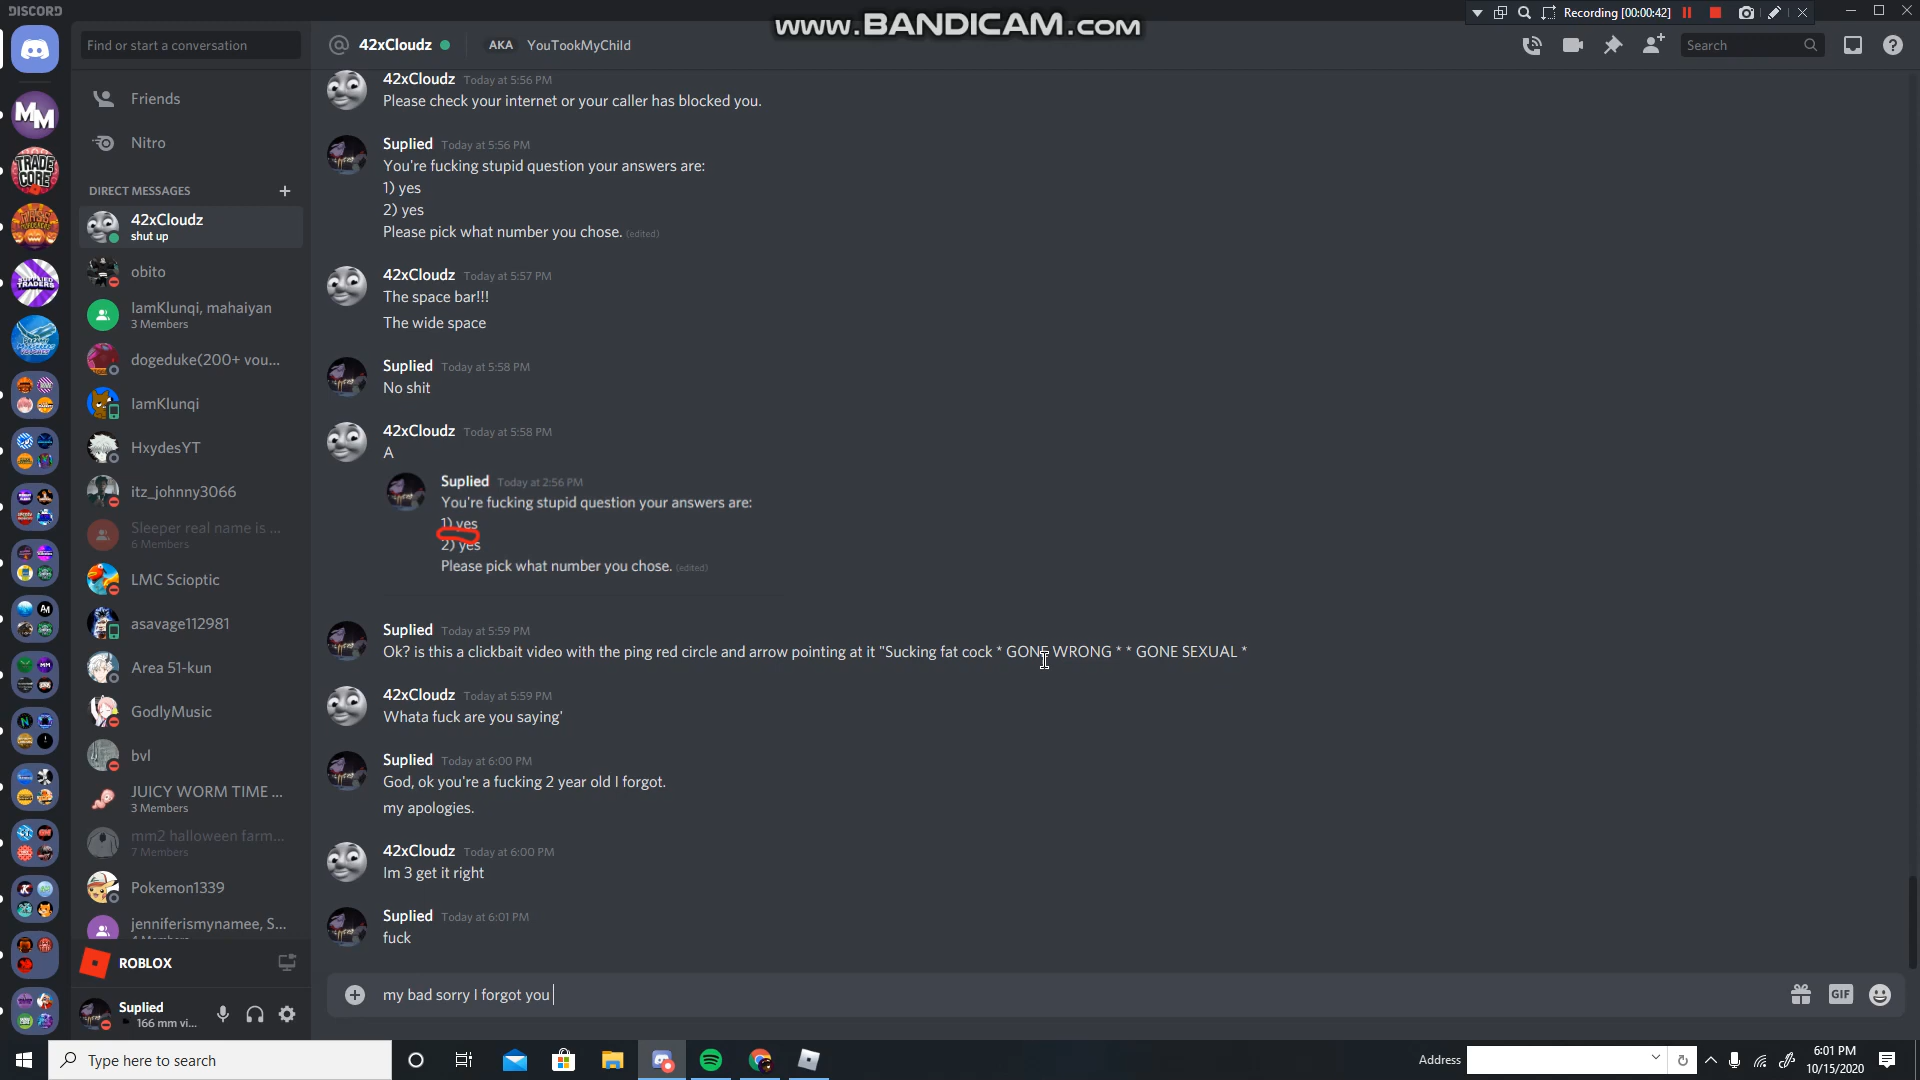 DISCORD
www.BANDICAM.com
Recording [00:00:42]
Find or start a conversation
42xCloudz
AKA YouTookMyChild
Search
MM
TRADE CORE
SUPPLIED TRADERS
Friends
Nitro
DIRECT MESSAGES
42xCloudz
shut up
obito
IamKlunqi, mahaiyan
3 Members
dogeduke(200+ vou...
IamKlunqi
HxydesYT
itz_johnny3066
Sleeper real name is ...
6 Members
LMC Scioptic
asavage112981
Area 51-kun
GodlyMusic
bvl
JUICY WORM TIME ...
3 Members
mm2 halloween farm...
7 Members
Pokemon1339
jenniferismynamee, S...
ROBLOX
Suplied
166 mm vi...
42xCloudz Today at 5:56 PM
Please check your internet or your caller has blocked you.
Suplied Today at 5:56 PM
You're fucking stupid question your answers are:
1) yes
2) yes
Please pick what number you chose. (edited)
42xCloudz Today at 5:57 PM
The space bar!!!
The wide space
Suplied Today at 5:58 PM
No shit
42xCloudz Today at 5:58 PM
A
Suplied Today at 2:56 PM
You're fucking stupid question your answers are:
1) yes
2) yes
Please pick what number you chose. (edited)
Suplied Today at 5:59 PM
Ok? is this a clickbait video with the ping red circle and arrow pointing at it "Sucking fat cock * GONE WRONG * * GONE SEXUAL *
42xCloudz Today at 5:59 PM
Whata fuck are you saying'
Suplied Today at 6:00 PM
God, ok you're a fucking 2 year old I forgot.
my apologies.
42xCloudz Today at 6:00 PM
Im 3 get it right
Suplied Today at 6:01 PM
fuck
my bad sorry I forgot you
GIF
Type here to search
Address
6:01 PM
10/15/2020